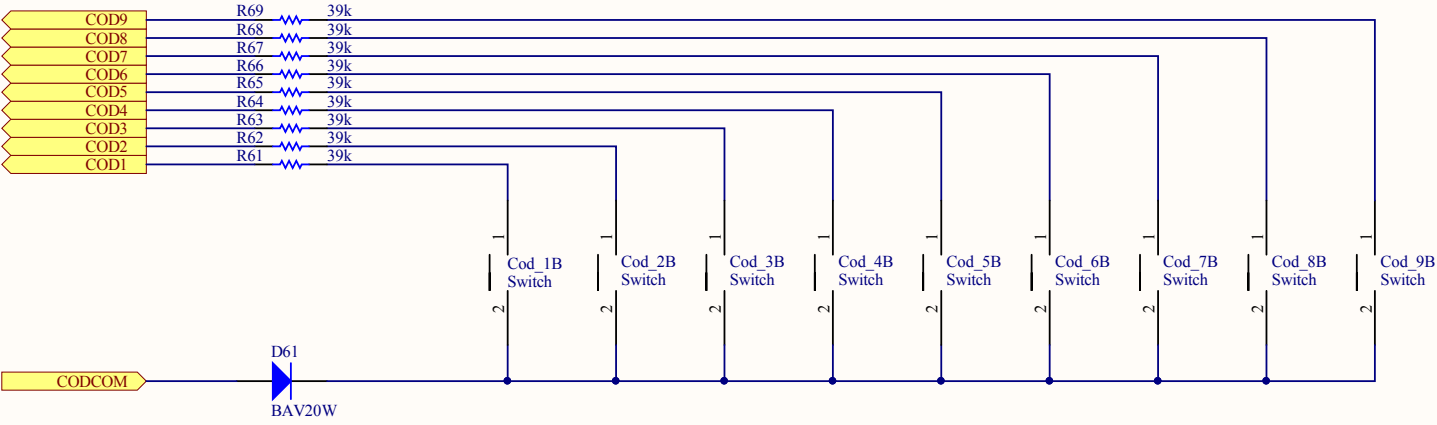 COD9 R69 39k
COD8 R68 39k
COD7 R67 39k
COD6 R66 39k
COD5 R65 39k
COD4 R64 39k
COD3 R63 39k
COD2 R62 39k
COD1 R61 39k
1 1 1 1 1 1 1 1 1
Cod_1B Cod_2B Cod_3B Cod_4B Cod_5B Cod_6B Cod_7B Cod_8B Cod_9B
Switch Switch Switch Switch Switch Switch Switch Switch Switch
2 2 2 2 2 2 2 2 2
D61
CODCOM
BAV20W